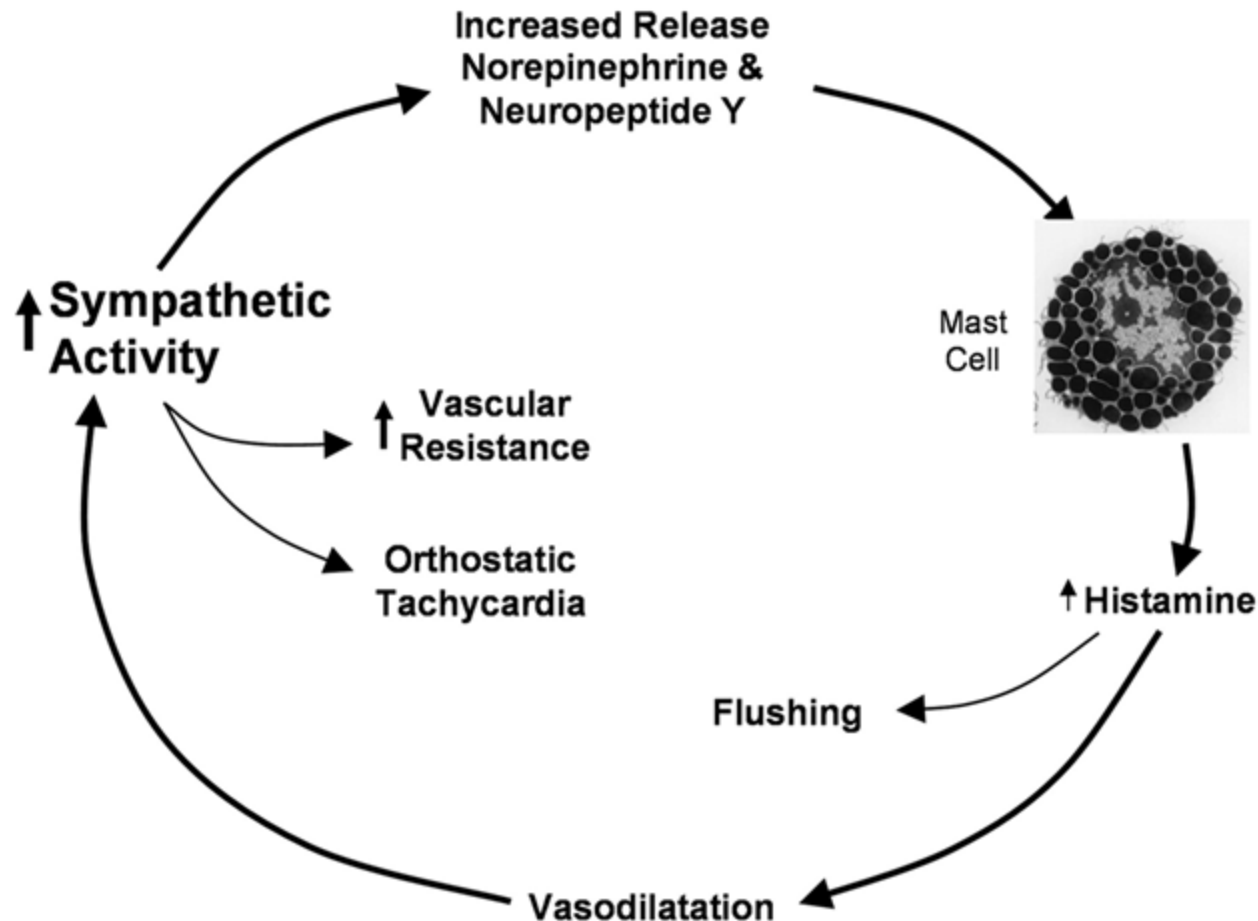 Increased Release
Norepinephrine &
Neuropeptide Y
Sympathetic
Activity
Mast
Cell
Vascular
Resistance
Orthostatic
Tachycardia
Histamine
Flushing
Vasodilatation